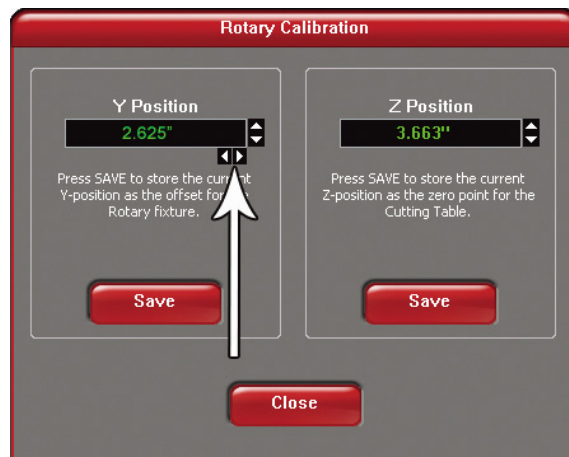 Rotary Calibration
Y Position
2.625"
Press SAVE to store the current
Y-position as the offset for the
Rotary fixture.
Save
Z Position
3.663"
Press SAVE to store the current
Z-position as the zero point for the
Cutting Table.
Save
Close